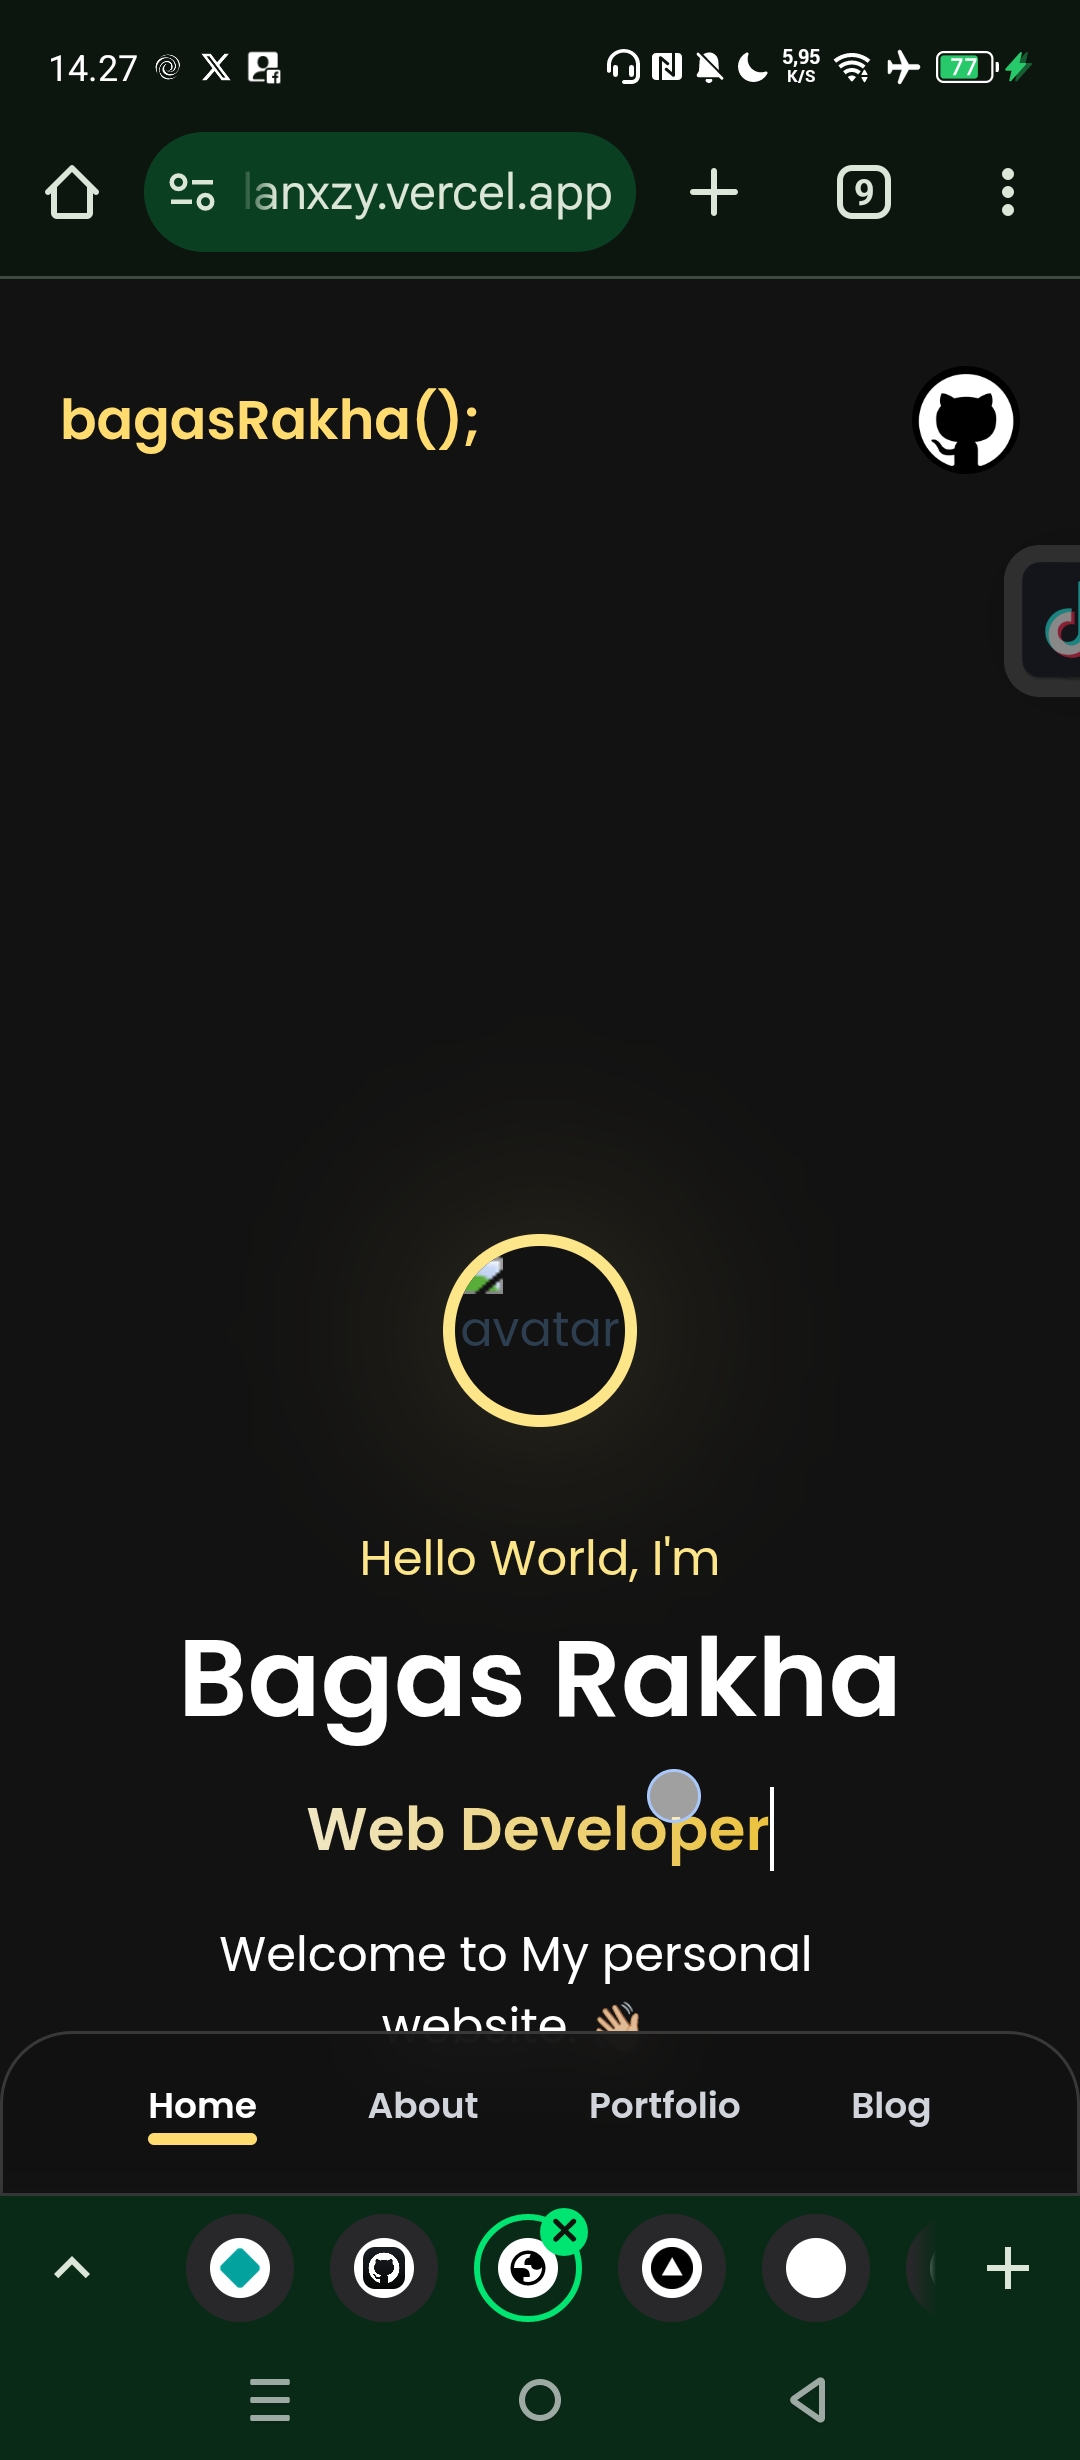 14.27
5,95
K/S
77
lanxzy.vercel.app
9
bagasRakha();
avatar
Hello World, I'm
Bagas Rakha
Web Developer
Welcome to My personal
website. 👋🏼
Home About Portfolio Blog